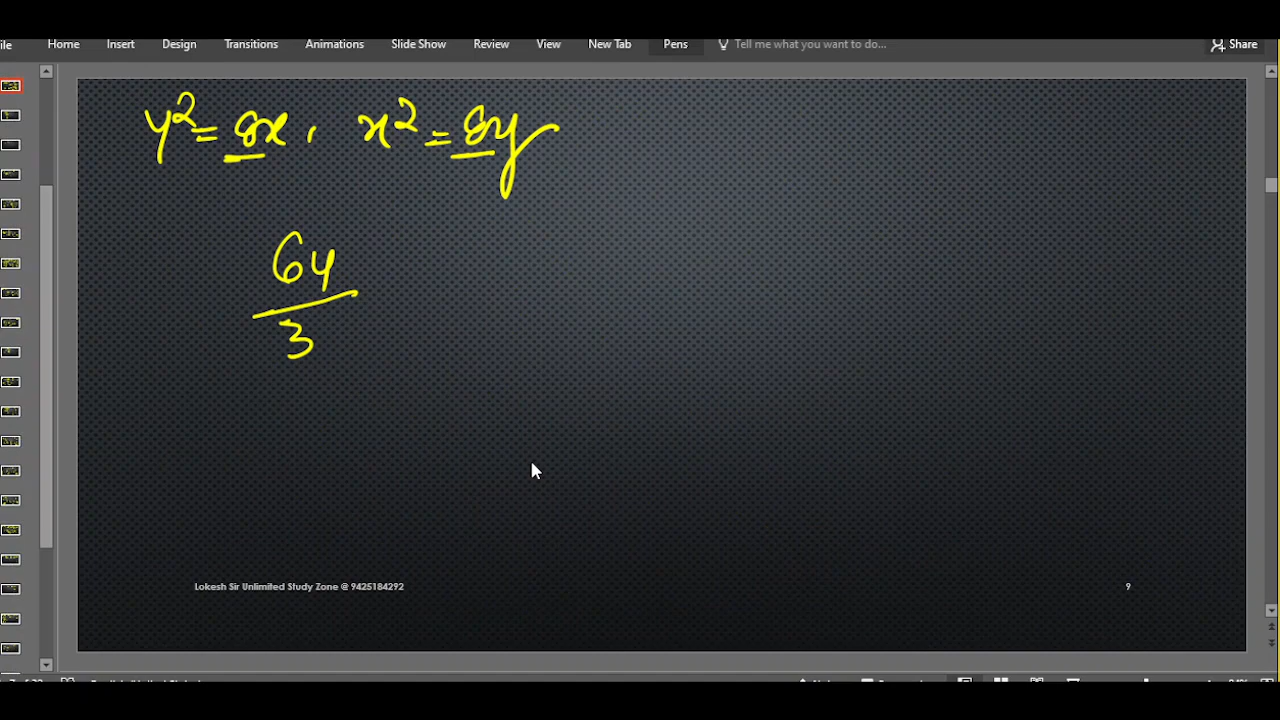 ile Home Insert Design Transitions Animations Slide Show Review View New Tab Pens Tell me what you want to do... Share
y² = 8x, x² = 8y
64
3
Lokesh Sir Unlimited Study Zone @ 9425184292 9